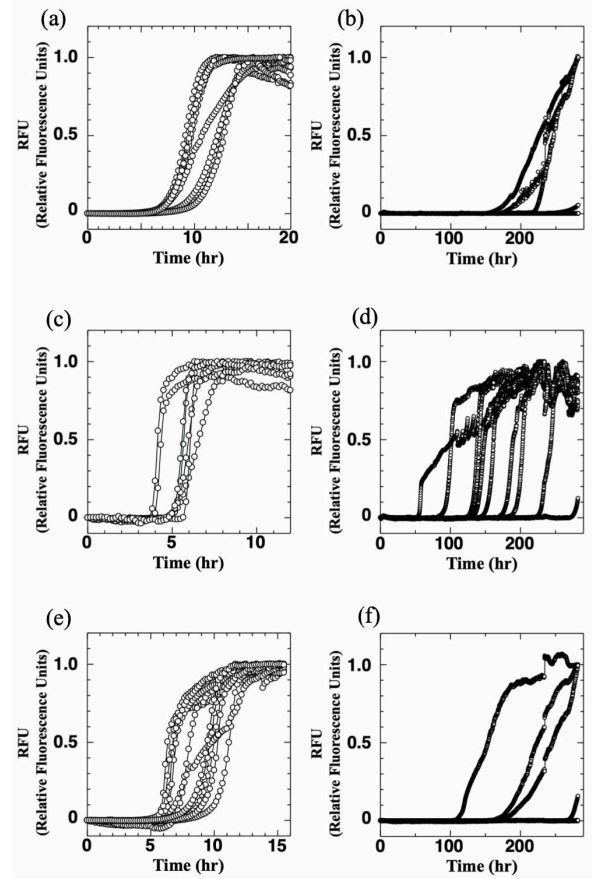 (a)
RFU
(Relative Fluorescence Units)
1.0
0.5
0
0 10 20
Time (hr)
(b)
RFU
(Relative Fluorescence Units)
1.0
0.5
0
0 100 200
Time (hr)
(c)
RFU
(Relative Fluorescence Units)
1.0
0.5
0
0 5 10
Time (hr)
(d)
RFU
(Relative Fluorescence Units)
1.0
0.5
0
0 100 200
Time (hr)
(e)
RFU
(Relative Fluorescence Units)
1.0
0.5
0
0 5 10 15
Time (hr)
(f)
RFU
(Relative Fluorescence Units)
1.0
0.5
0
0 100 200
Time (hr)